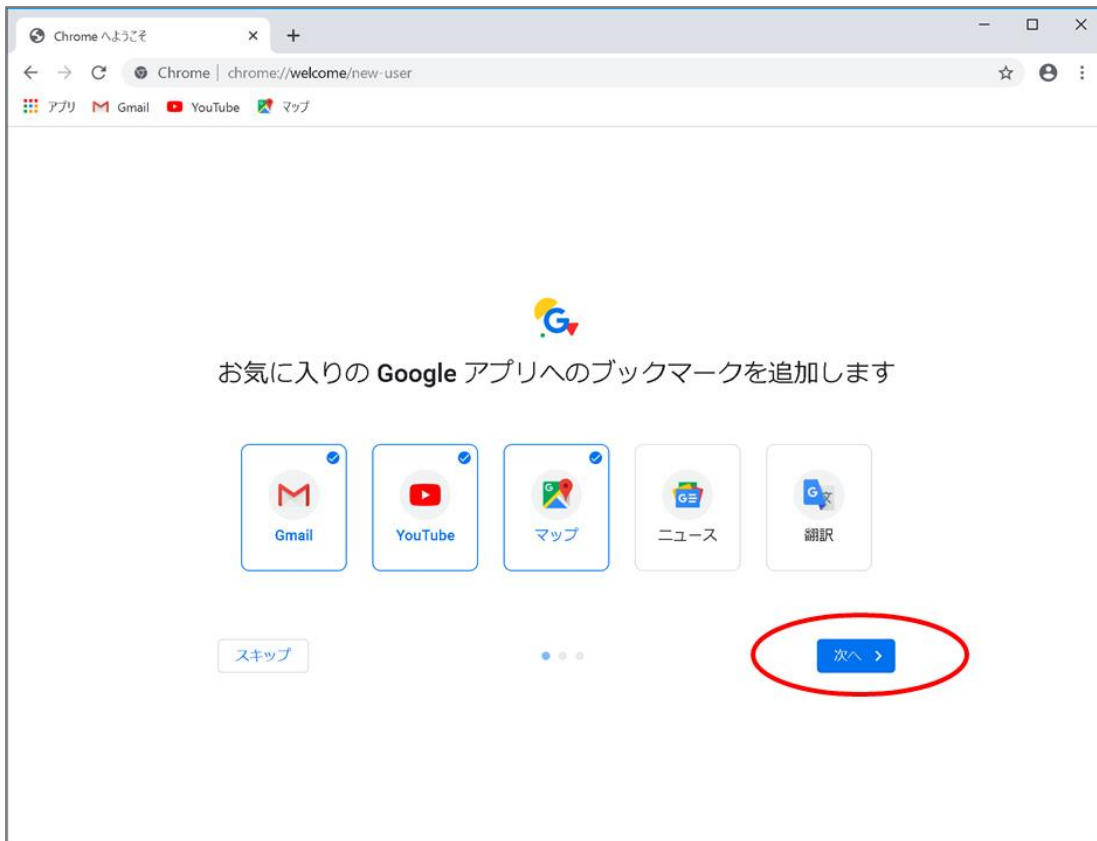 Chrome へようこそ
Chrome | chrome://welcome/new-user
アプリ Gmail YouTube マップ
お気に入りの Google アプリへのブックマークを追加します
Gmail YouTube マップ ニュース 翻訳
スキップ 次へ